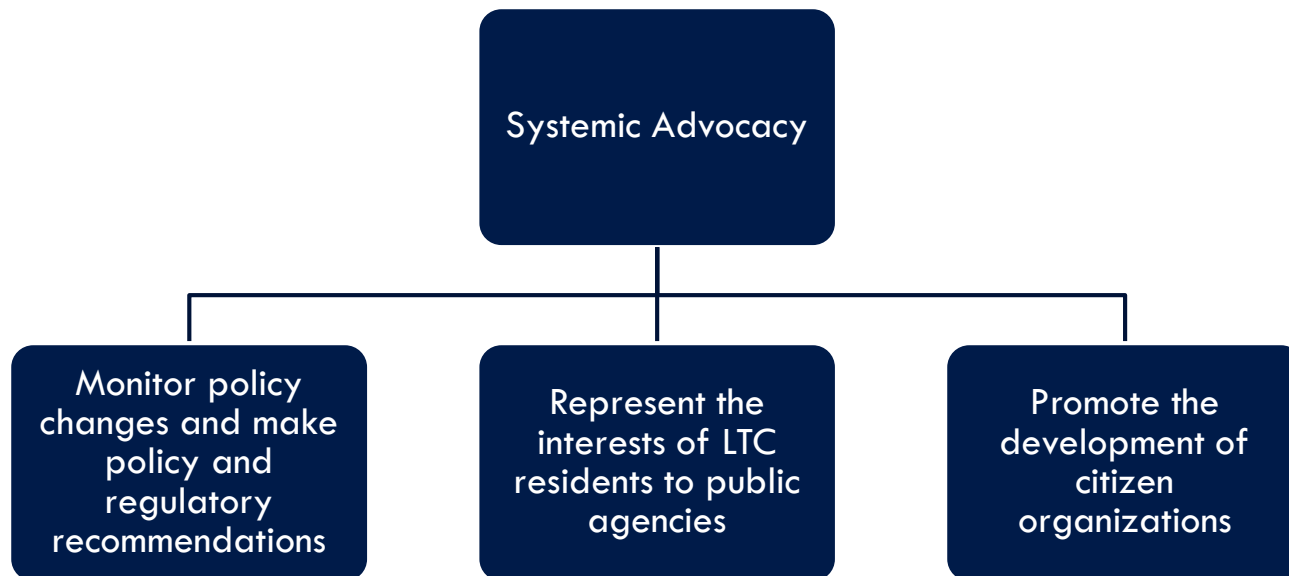 Systemic Advocacy
Monitor policy
changes and make
policy and
regulatory
recommendations
Represent the
interests of LTC
residents to public
agencies
Promote the
development of
citizen
organizations